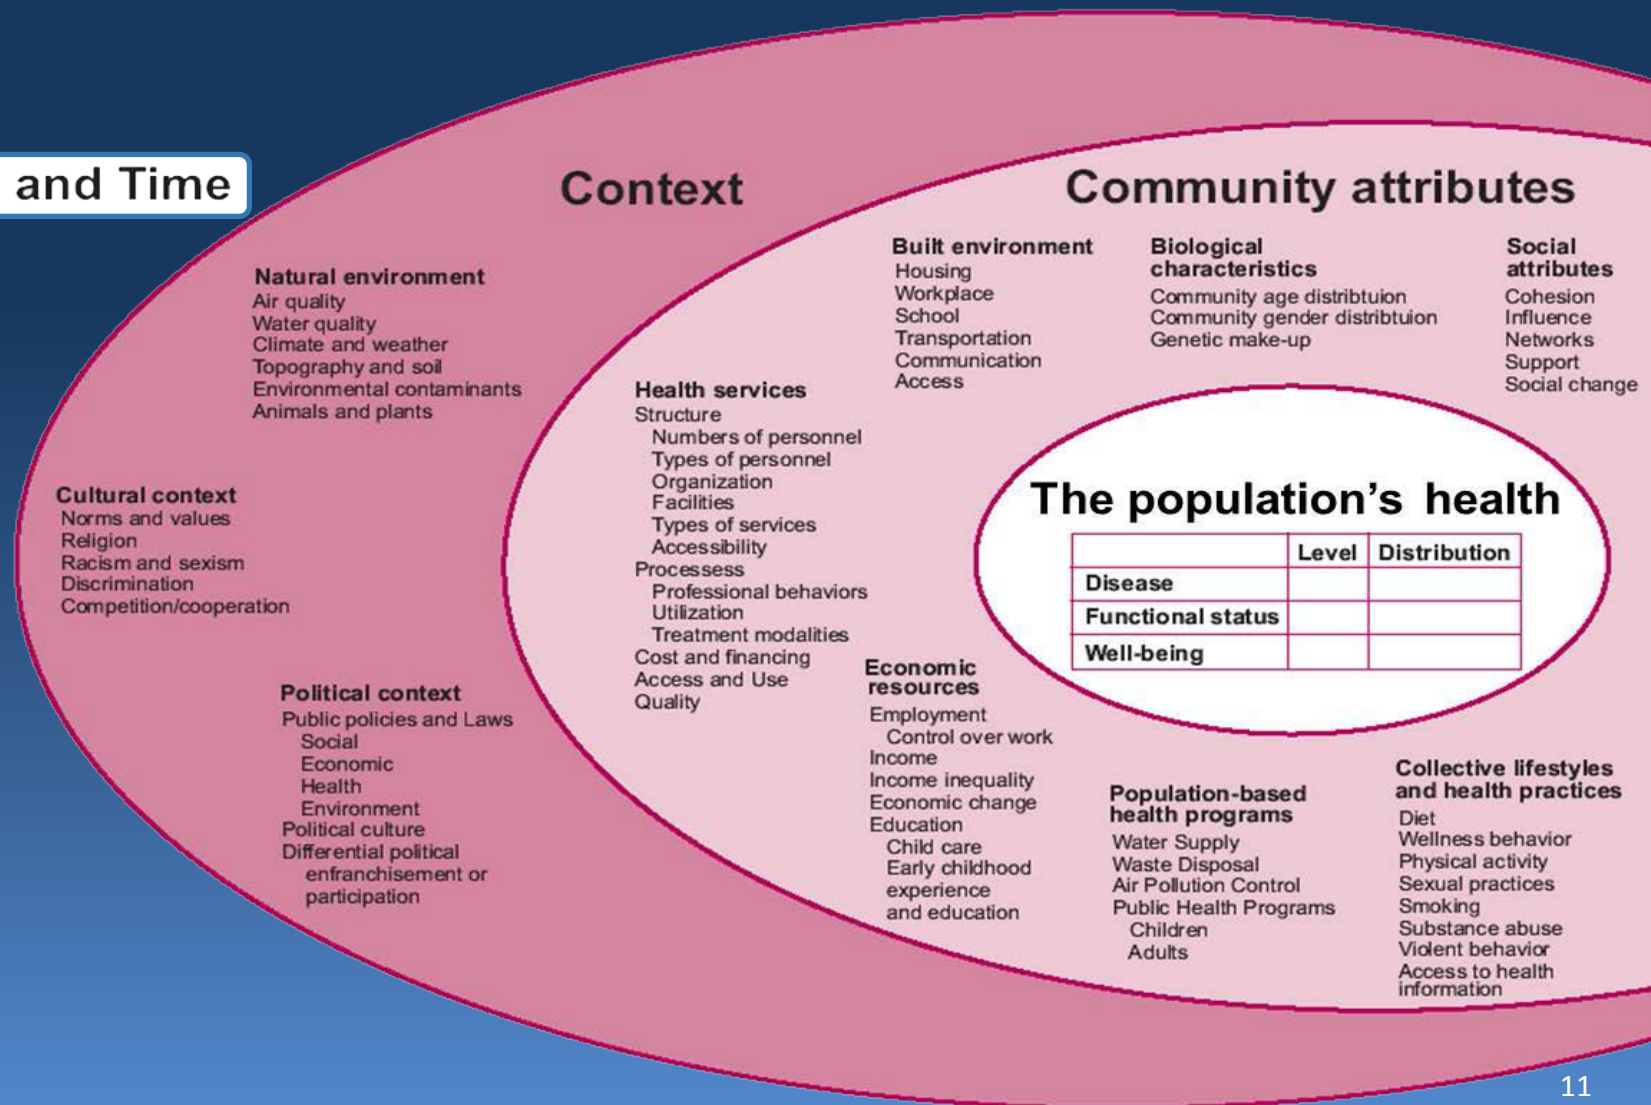 and Time
Context
Natural environment
Air quality
Water quality
Climate and weather
Topography and soil
Environmental contaminants
Animals and plants
Cultural context
Norms and values
Religion
Racism and sexism
Discrimination
Competition/cooperation
Political context
Public policies and Laws
Social
Economic
Health
Environment
Political culture
Differential political
enfranchisement or
participation
Community attributes
Built environment
Housing
Workplace
School
Transportation
Communication
Access
Biological
characteristics
Community age distribtuion
Community gender distribtuion
Genetic make-up
Social
attributes
Cohesion
Influence
Networks
Support
Social change
Health services
Structure
Numbers of personnel
Types of personnel
Organization
Facilities
Types of services
Accessibility
Processess
Professional behaviors
Utilization
Treatment modalities
Cost and financing
Access and Use
Quality
The population's health
Level Distribution
Disease
Functional status
Well-being
Economic
resources
Employment
Control over work
Income
Income inequality
Economic change
Education
Child care
Early childhood
experience
and education
Population-based
health programs
Water Supply
Waste Disposal
Air Pollution Control
Public Health Programs
Children
Adults
Collective lifestyles
and health practices
Diet
Wellness behavior
Physical activity
Sexual practices
Smoking
Substance abuse
Violent behavior
Access to health
information
11